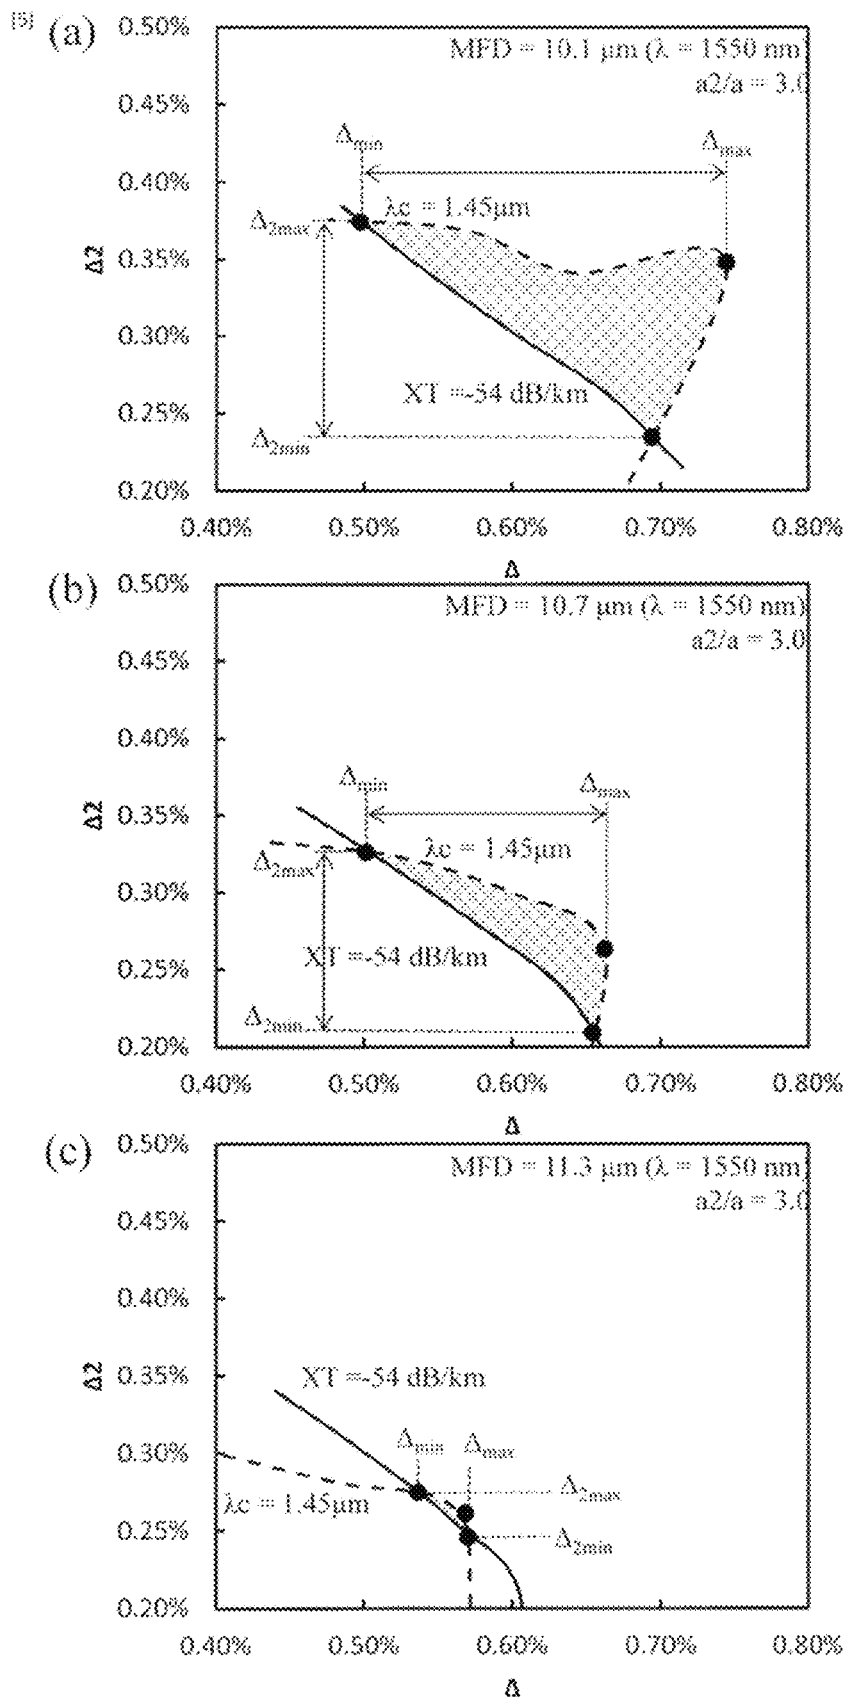 [5]
(a)
0.50%
MFD = 10.1 μm (λ = 1550 nm)
a2/a = 3.0
0.45%
Δmin
Δmax
0.40%
λc = 1.45μm
Δ2max
Δ2
0.35%
0.30%
XT =-54 dB/km
0.25%
Δ2min
0.20%
0.40% 0.50% 0.60% 0.70% 0.80%
Δ
(b)
0.50%
MFD = 10.7 μm (λ = 1550 nm)
a2/a = 3.0
0.45%
0.40%
Δmin
Δmax
Δ2
0.35%
λc = 1.45μm
Δ2max
0.30%
XT =-54 dB/km
0.25%
Δ2min
0.20%
0.40% 0.50% 0.60% 0.70% 0.80%
Δ
(c)
0.50%
MFD = 11.3 μm (λ = 1550 nm)
a2/a = 3.0
0.45%
0.40%
Δ2
0.35%
XT =-54 dB/km
0.30%
Δmin
Δmax
Δ2max
λc = 1.45μm
0.25%
Δ2min
0.20%
0.40% 0.50% 0.60% 0.70% 0.80%
Δ